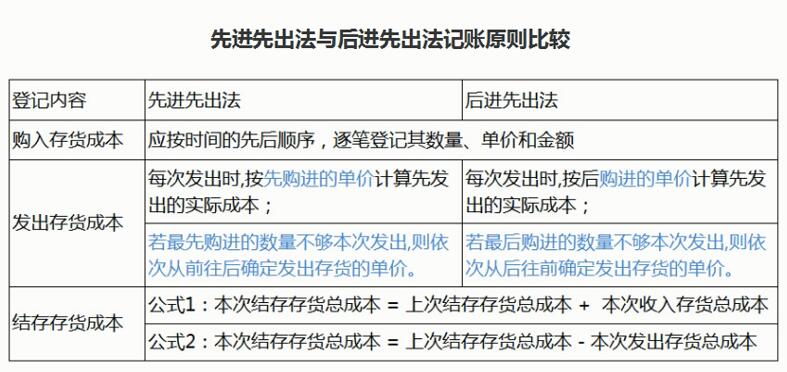 先进先出法与后进先出法记账原则比较
登记内容 先进先出法 后进先出法
购入存货成本 应按时间的先后顺序，逐笔登记其数量、单价和金额
发出存货成本
每次发出时,按先购进的单价计算先发
出的实际成本；
每次发出时,按后购进的单价计算先发
出的实际成本；
若最先购进的数量不够本次发出,则依
次从前往后确定发出存货的单价。
若最后购进的数量不够本次发出,则依
次从后往前确定发出存货的单价。
结存存货成本
公式1：本次结存存货总成本 = 上次结存存货总成本 + 本次收入存货总成本
公式2：本次结存存货总成本 = 上次结存存货总成本 - 本次发出存货总成本